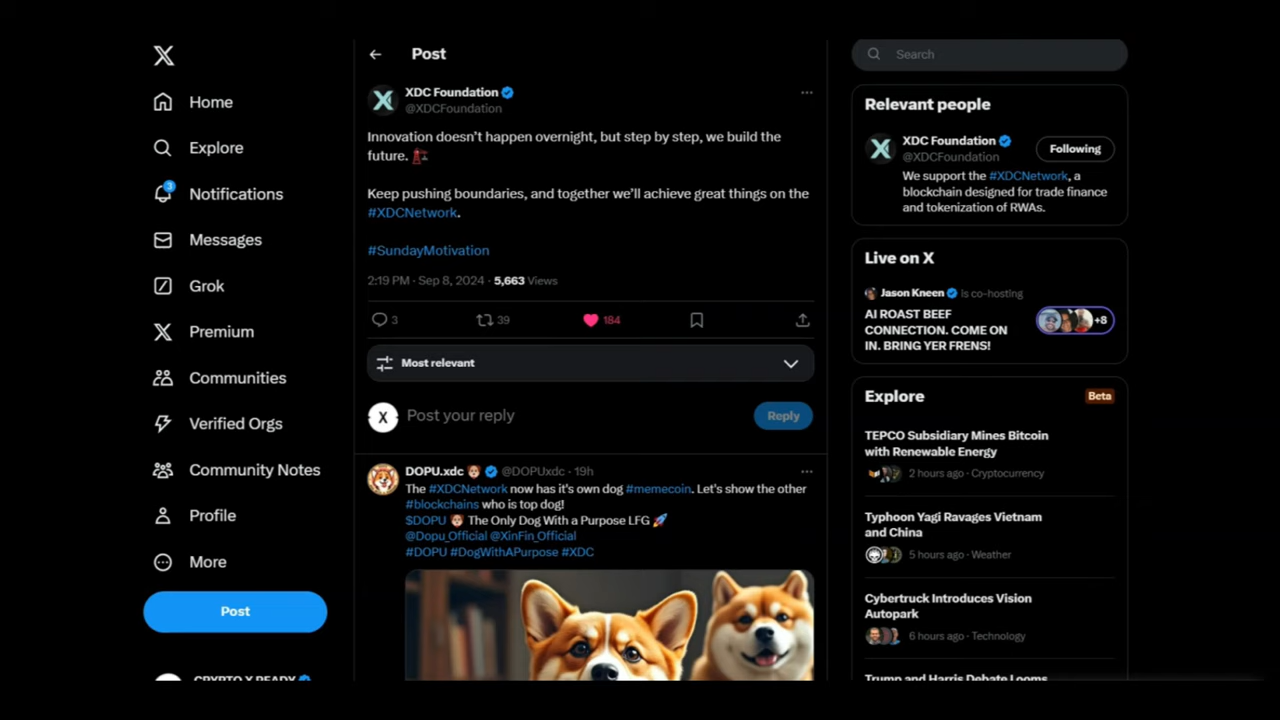 Home
Explore
3
Notifications
Messages
Grok
Premium
Communities
Verified Orgs
Community Notes
Profile
More
Post
CRYPTO X READY
Post
XDC Foundation
@XDCFoundation
Innovation doesn't happen overnight, but step by step, we build the
future.
Keep pushing boundaries, and together we'll achieve great things on the
#XDCNetwork.
#SundayMotivation
2:19 PM · Sep 8, 2024 · 5,663 Views
3 39 184
Most relevant
Post your reply
Reply
DOPU.xdc @DOPUxdc · 19h
The #XDCNetwork now has it's own dog #memecoin. Let's show the other
#blockchains who is top dog!
$DOPU The Only Dog With a Purpose LFG
@Dopu_Official @XinFin_Official
#DOPU #DogWithAPurpose #XDC
Search
Relevant people
XDC Foundation
@XDCFoundation
Following
We support the #XDCNetwork, a
blockchain designed for trade finance
and tokenization of RWAs.
Live on X
Jason Kneen is co-hosting
AI ROAST BEEF
CONNECTION. COME ON
IN. BRING YER FRENS!
+8
Explore
Beta
TEPCO Subsidiary Mines Bitcoin
with Renewable Energy
2 hours ago · Cryptocurrency
Typhoon Yagi Ravages Vietnam
and China
5 hours ago · Weather
Cybertruck Introduces Vision
Autopark
6 hours ago · Technology
Trump and Harris Debate Looms